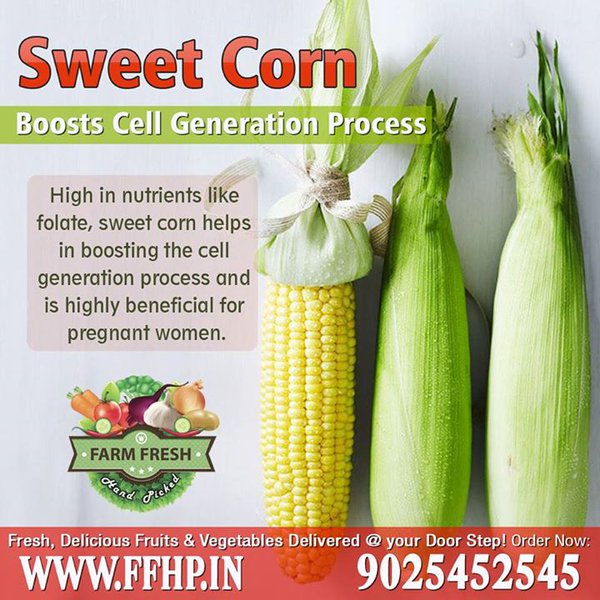 Sweet Corn
Boosts Cell Generation Process
High in nutrients like
folate, sweet corn helps
in boosting the cell
generation process and
is highly beneficial for
pregnant women.
FARM FRESH
Hand Picked
Fresh, Delicious Fruits & Vegetables Delivered @ your Door Step! Order Now:
WWW.FFHP.IN 9025452545